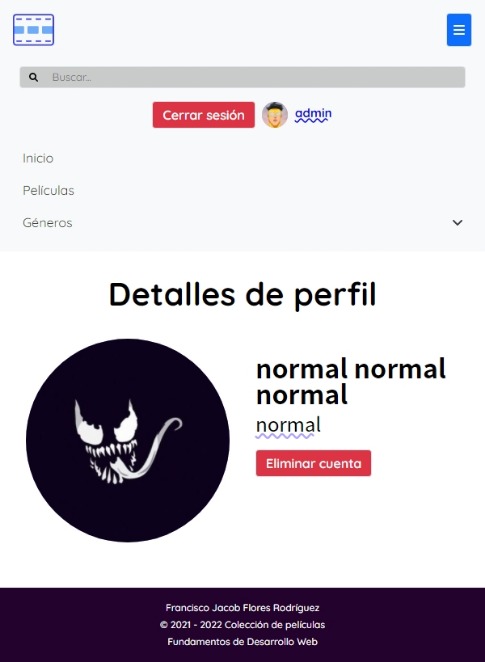 Buscar...
Cerrar sesión admin
Inicio
Películas
Géneros
Detalles de perfil
normal normal
normal
normal
Eliminar cuenta
Francisco Jacob Flores Rodríguez
© 2021 - 2022 Colección de películas
Fundamentos de Desarrollo Web